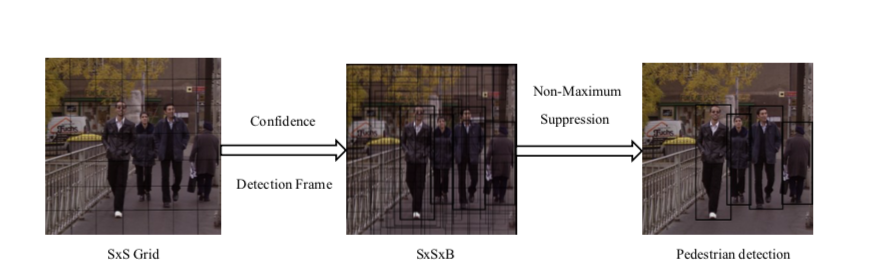 Confidence
Detection Frame
Non-Maximum
Suppression
SxS Grid
SxSxB
Pedestrian detection